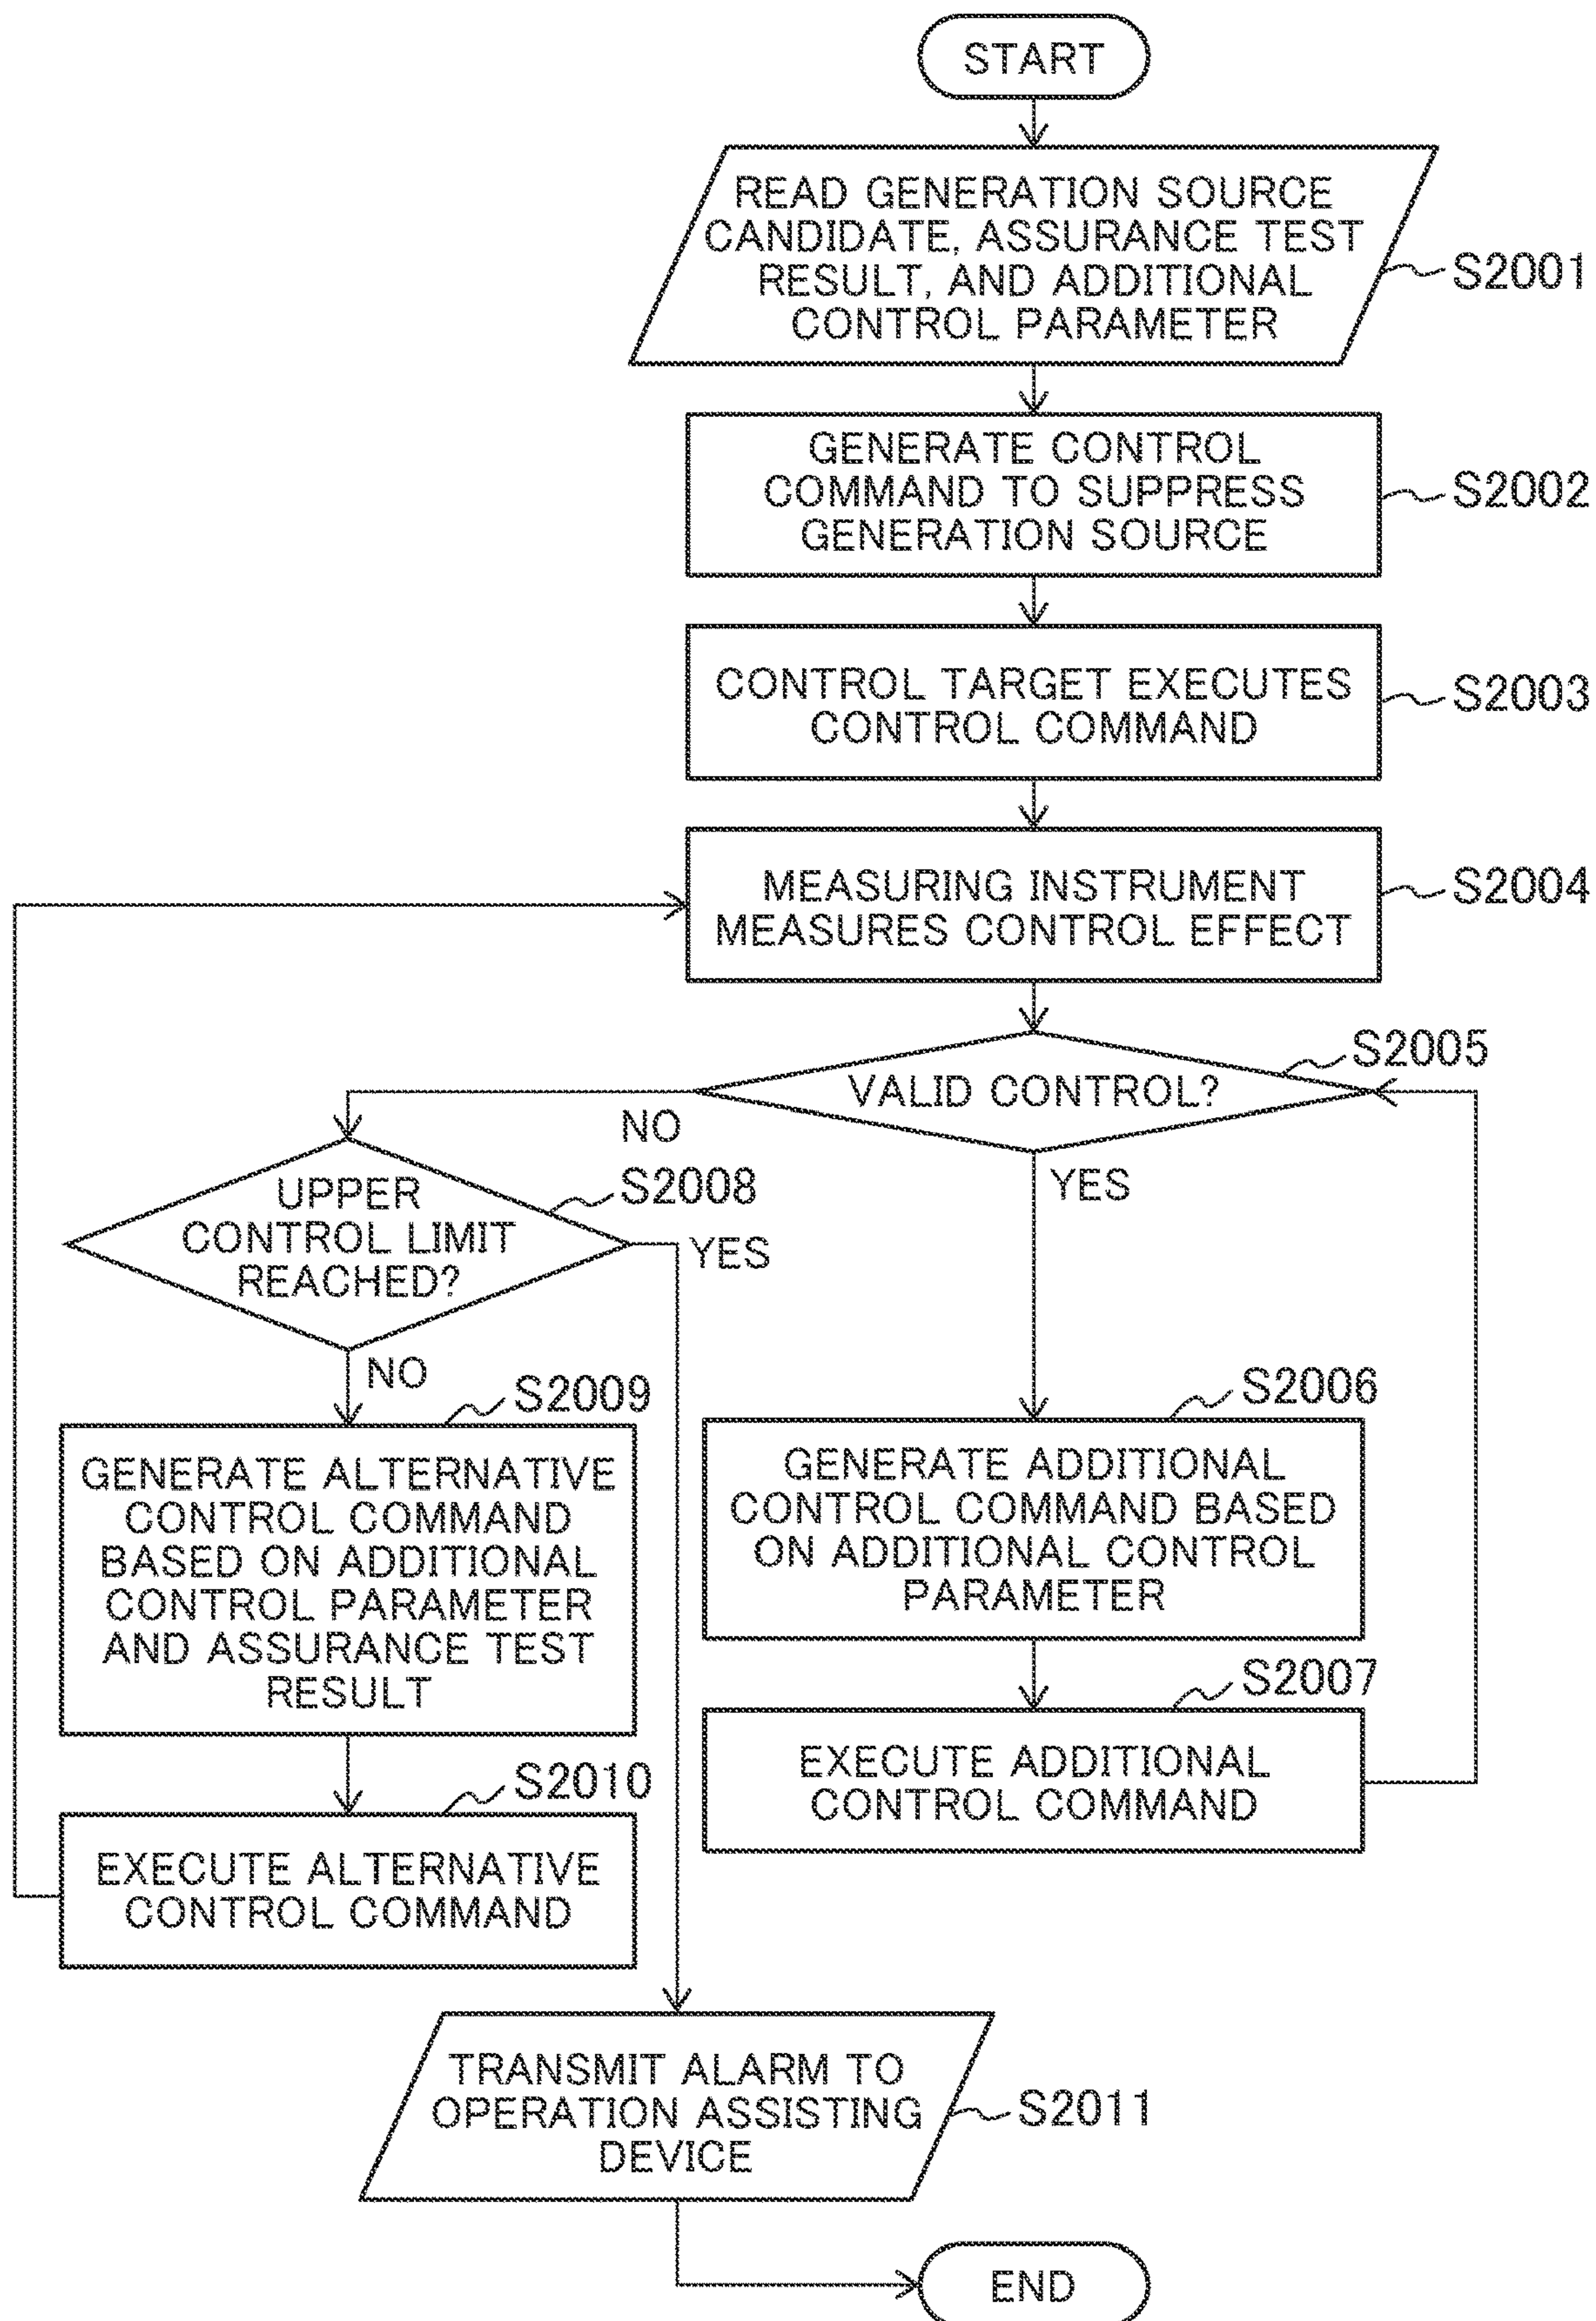 START
READ GENERATION SOURCE
CANDIDATE, ASSURANCE TEST
RESULT, AND ADDITIONAL
CONTROL PARAMETER
S2001
GENERATE CONTROL
COMMAND TO SUPPRESS
GENERATION SOURCE
S2002
CONTROL TARGET EXECUTES
CONTROL COMMAND
S2003
MEASURING INSTRUMENT
MEASURES CONTROL EFFECT
S2004
VALID CONTROL?
S2005
NO
YES
UPPER
CONTROL LIMIT
REACHED?
S2008
YES
NO
S2009
GENERATE ALTERNATIVE
CONTROL COMMAND
BASED ON ADDITIONAL
CONTROL PARAMETER
AND ASSURANCE TEST
RESULT
S2006
GENERATE ADDITIONAL
CONTROL COMMAND BASED
ON ADDITIONAL CONTROL
PARAMETER
S2007
EXECUTE ADDITIONAL
CONTROL COMMAND
S2010
EXECUTE ALTERNATIVE
CONTROL COMMAND
TRANSMIT ALARM TO
OPERATION ASSISTING
DEVICE
S2011
END